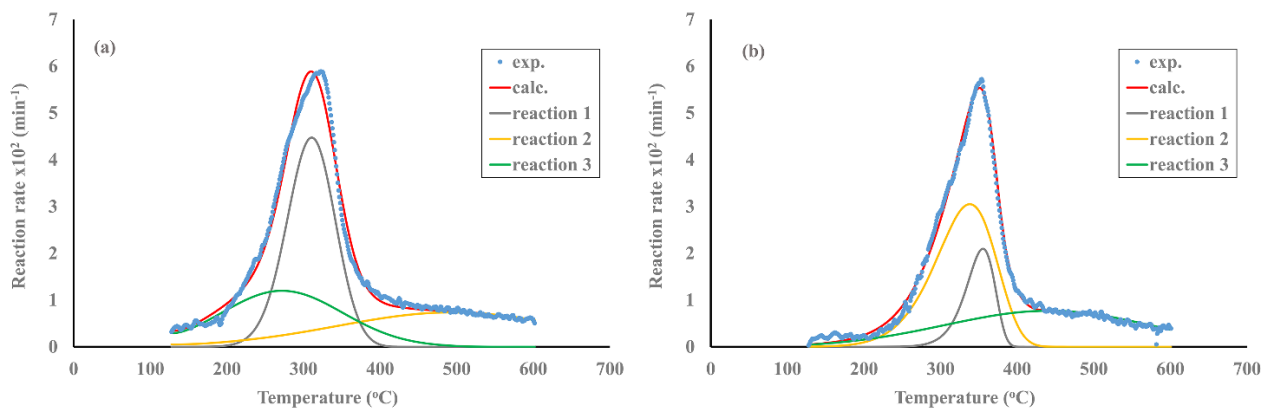 (a)
Reaction rate x10² (min⁻¹)
7
6
5
4
3
2
1
0
0 100 200 300 400 500 600 700
Temperature (ᵒC)
exp.
calc.
reaction 1
reaction 2
reaction 3
(b)
Reaction rate x10² (min⁻¹)
7
6
5
4
3
2
1
0
0 100 200 300 400 500 600 700
Temperature (ᵒC)
exp.
calc.
reaction 1
reaction 2
reaction 3